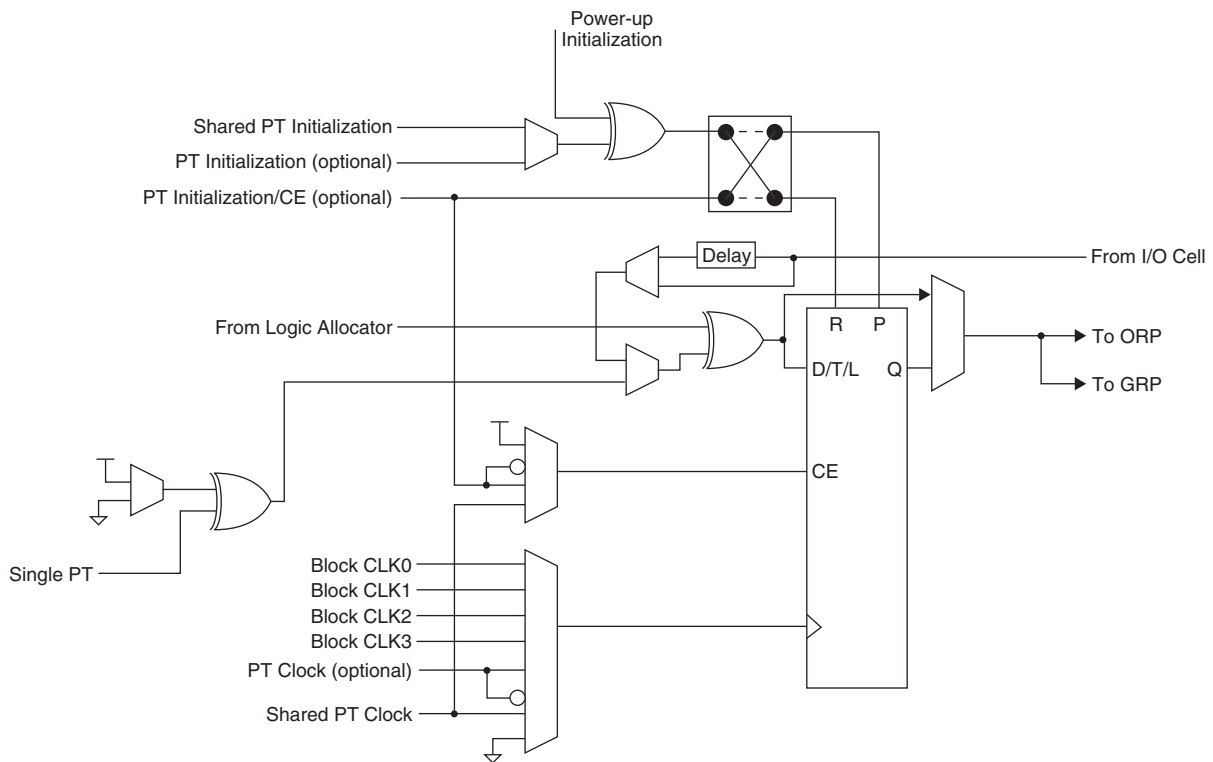 Power-up
Initialization
Shared PT Initialization
PT Initialization (optional)
PT Initialization/CE (optional)
Delay
From I/O Cell
From Logic Allocator
R
P
D/T/L
Q
To ORP
To GRP
CE
Single PT
Block CLK0
Block CLK1
Block CLK2
Block CLK3
PT Clock (optional)
Shared PT Clock